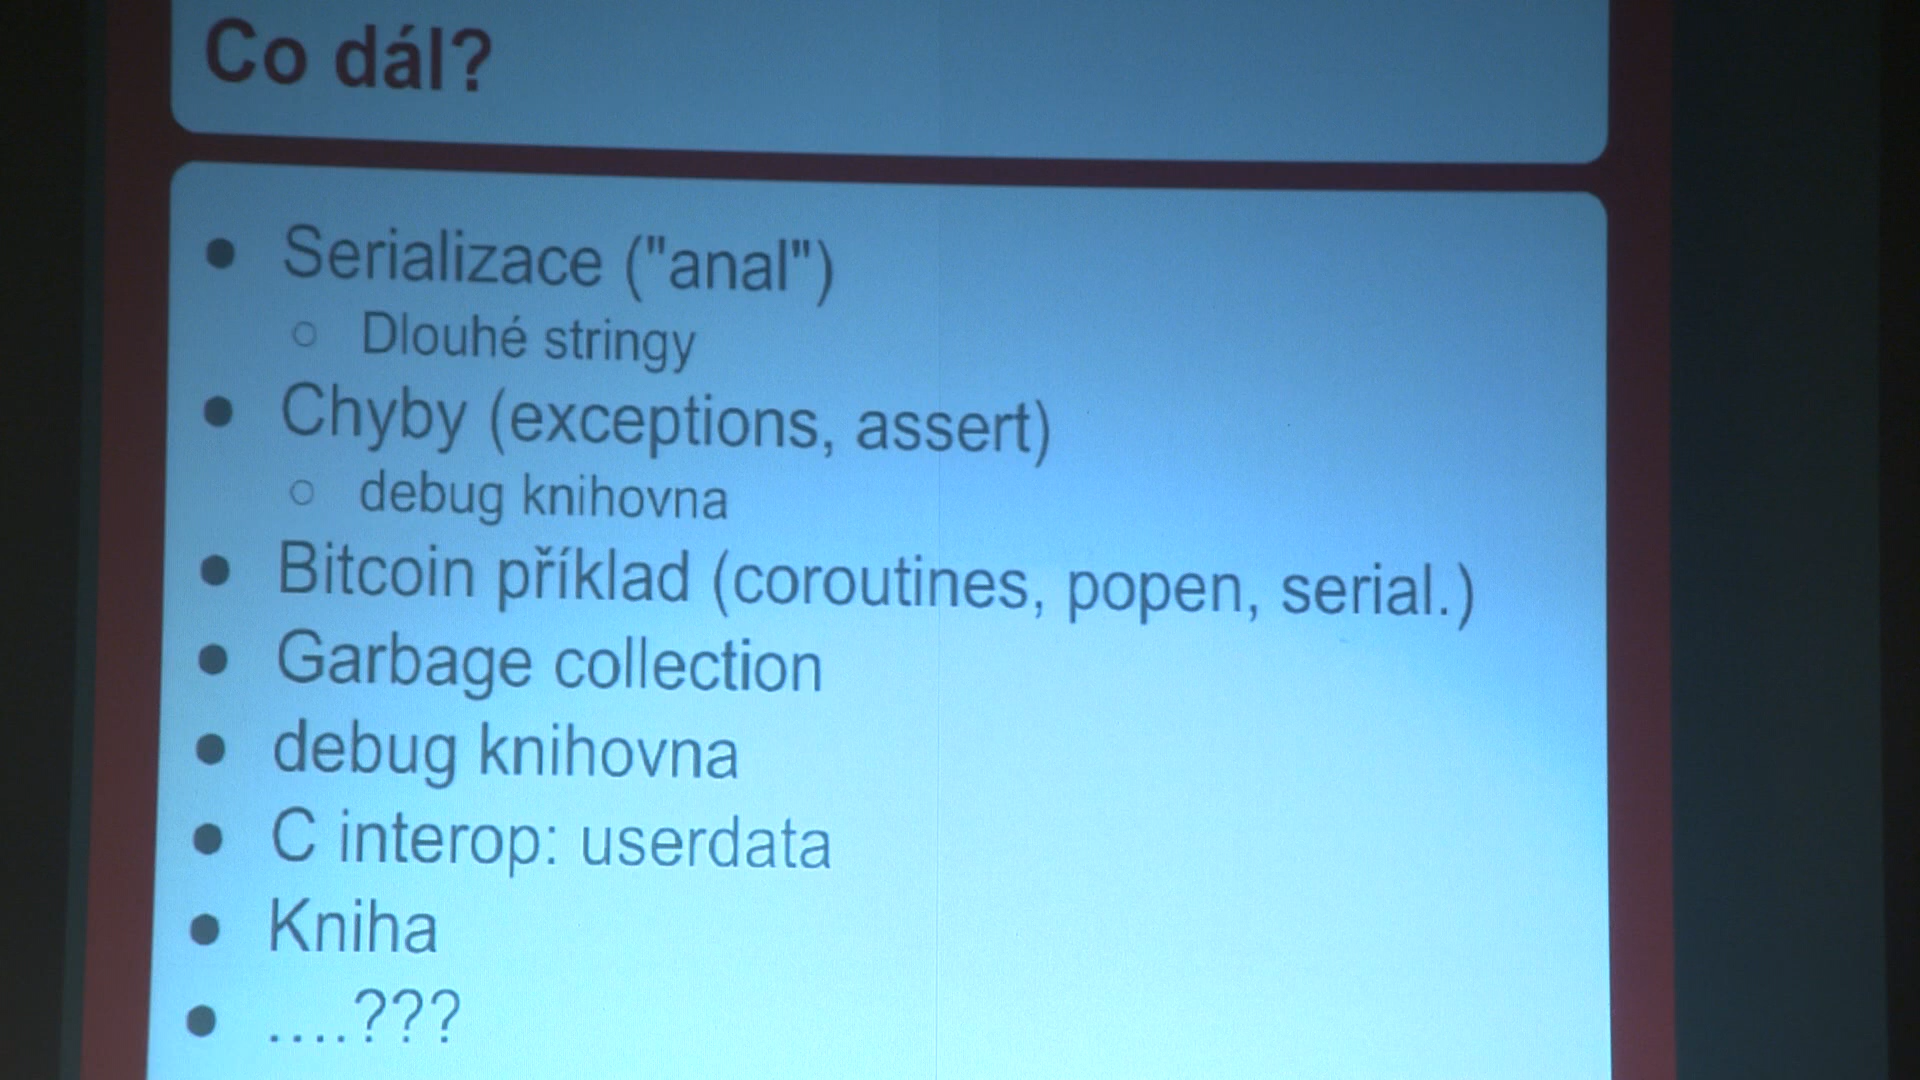 Co dál?
● Serializace ("anal")
○ Dlouhé stringy
● Chyby (exceptions, assert)
○ debug knihovna
● Bitcoin příklad (coroutines, popen, serial.)
● Garbage collection
● debug knihovna
● C interop: userdata
● Kniha
● ....???